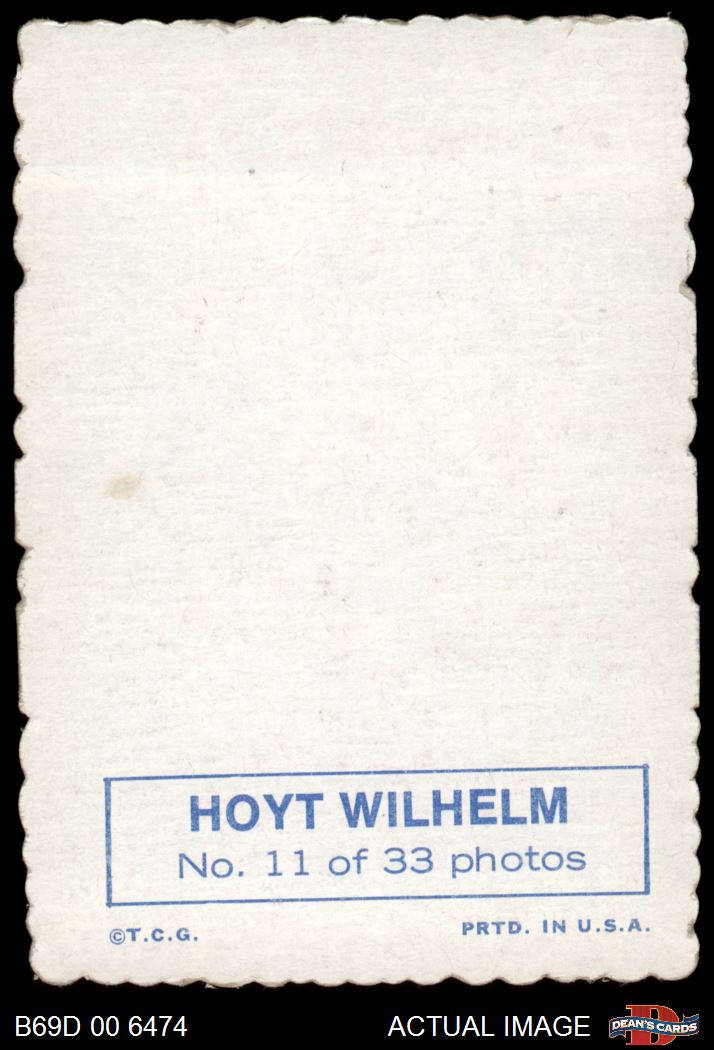 HOYT WILHELM
No. 11 of 33 photos
©T.C.G.
PRTD. IN U.S.A.
B69D 00 6474
ACTUAL IMAGE
DEAN'S CARDS